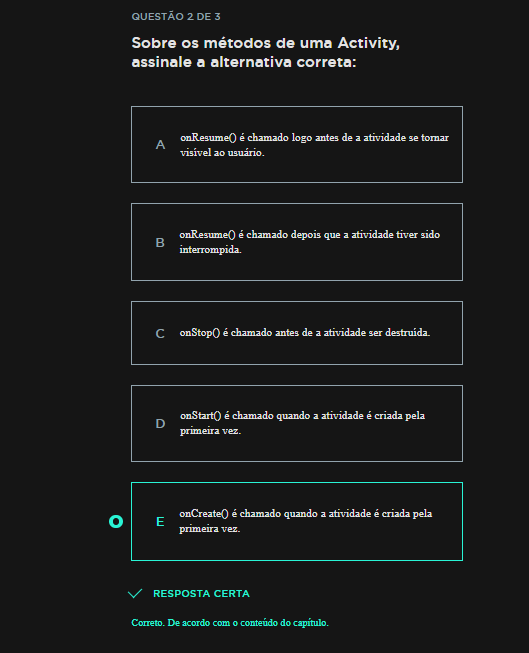 QUESTÃO 2 DE 3
Sobre os métodos de uma Activity,
assinale a alternativa correta:
A
onResume() é chamado logo antes de a atividade se tornar
visível ao usuário.
B
onResume() é chamado depois que a atividade tiver sido
interrompida.
C
onStop() é chamado antes de a atividade ser destruída.
D
onStart() é chamado quando a atividade é criada pela
primeira vez.
E
onCreate() é chamado quando a atividade é criada pela
primeira vez.
RESPOSTA CERTA
Correto. De acordo com o conteúdo do capítulo.